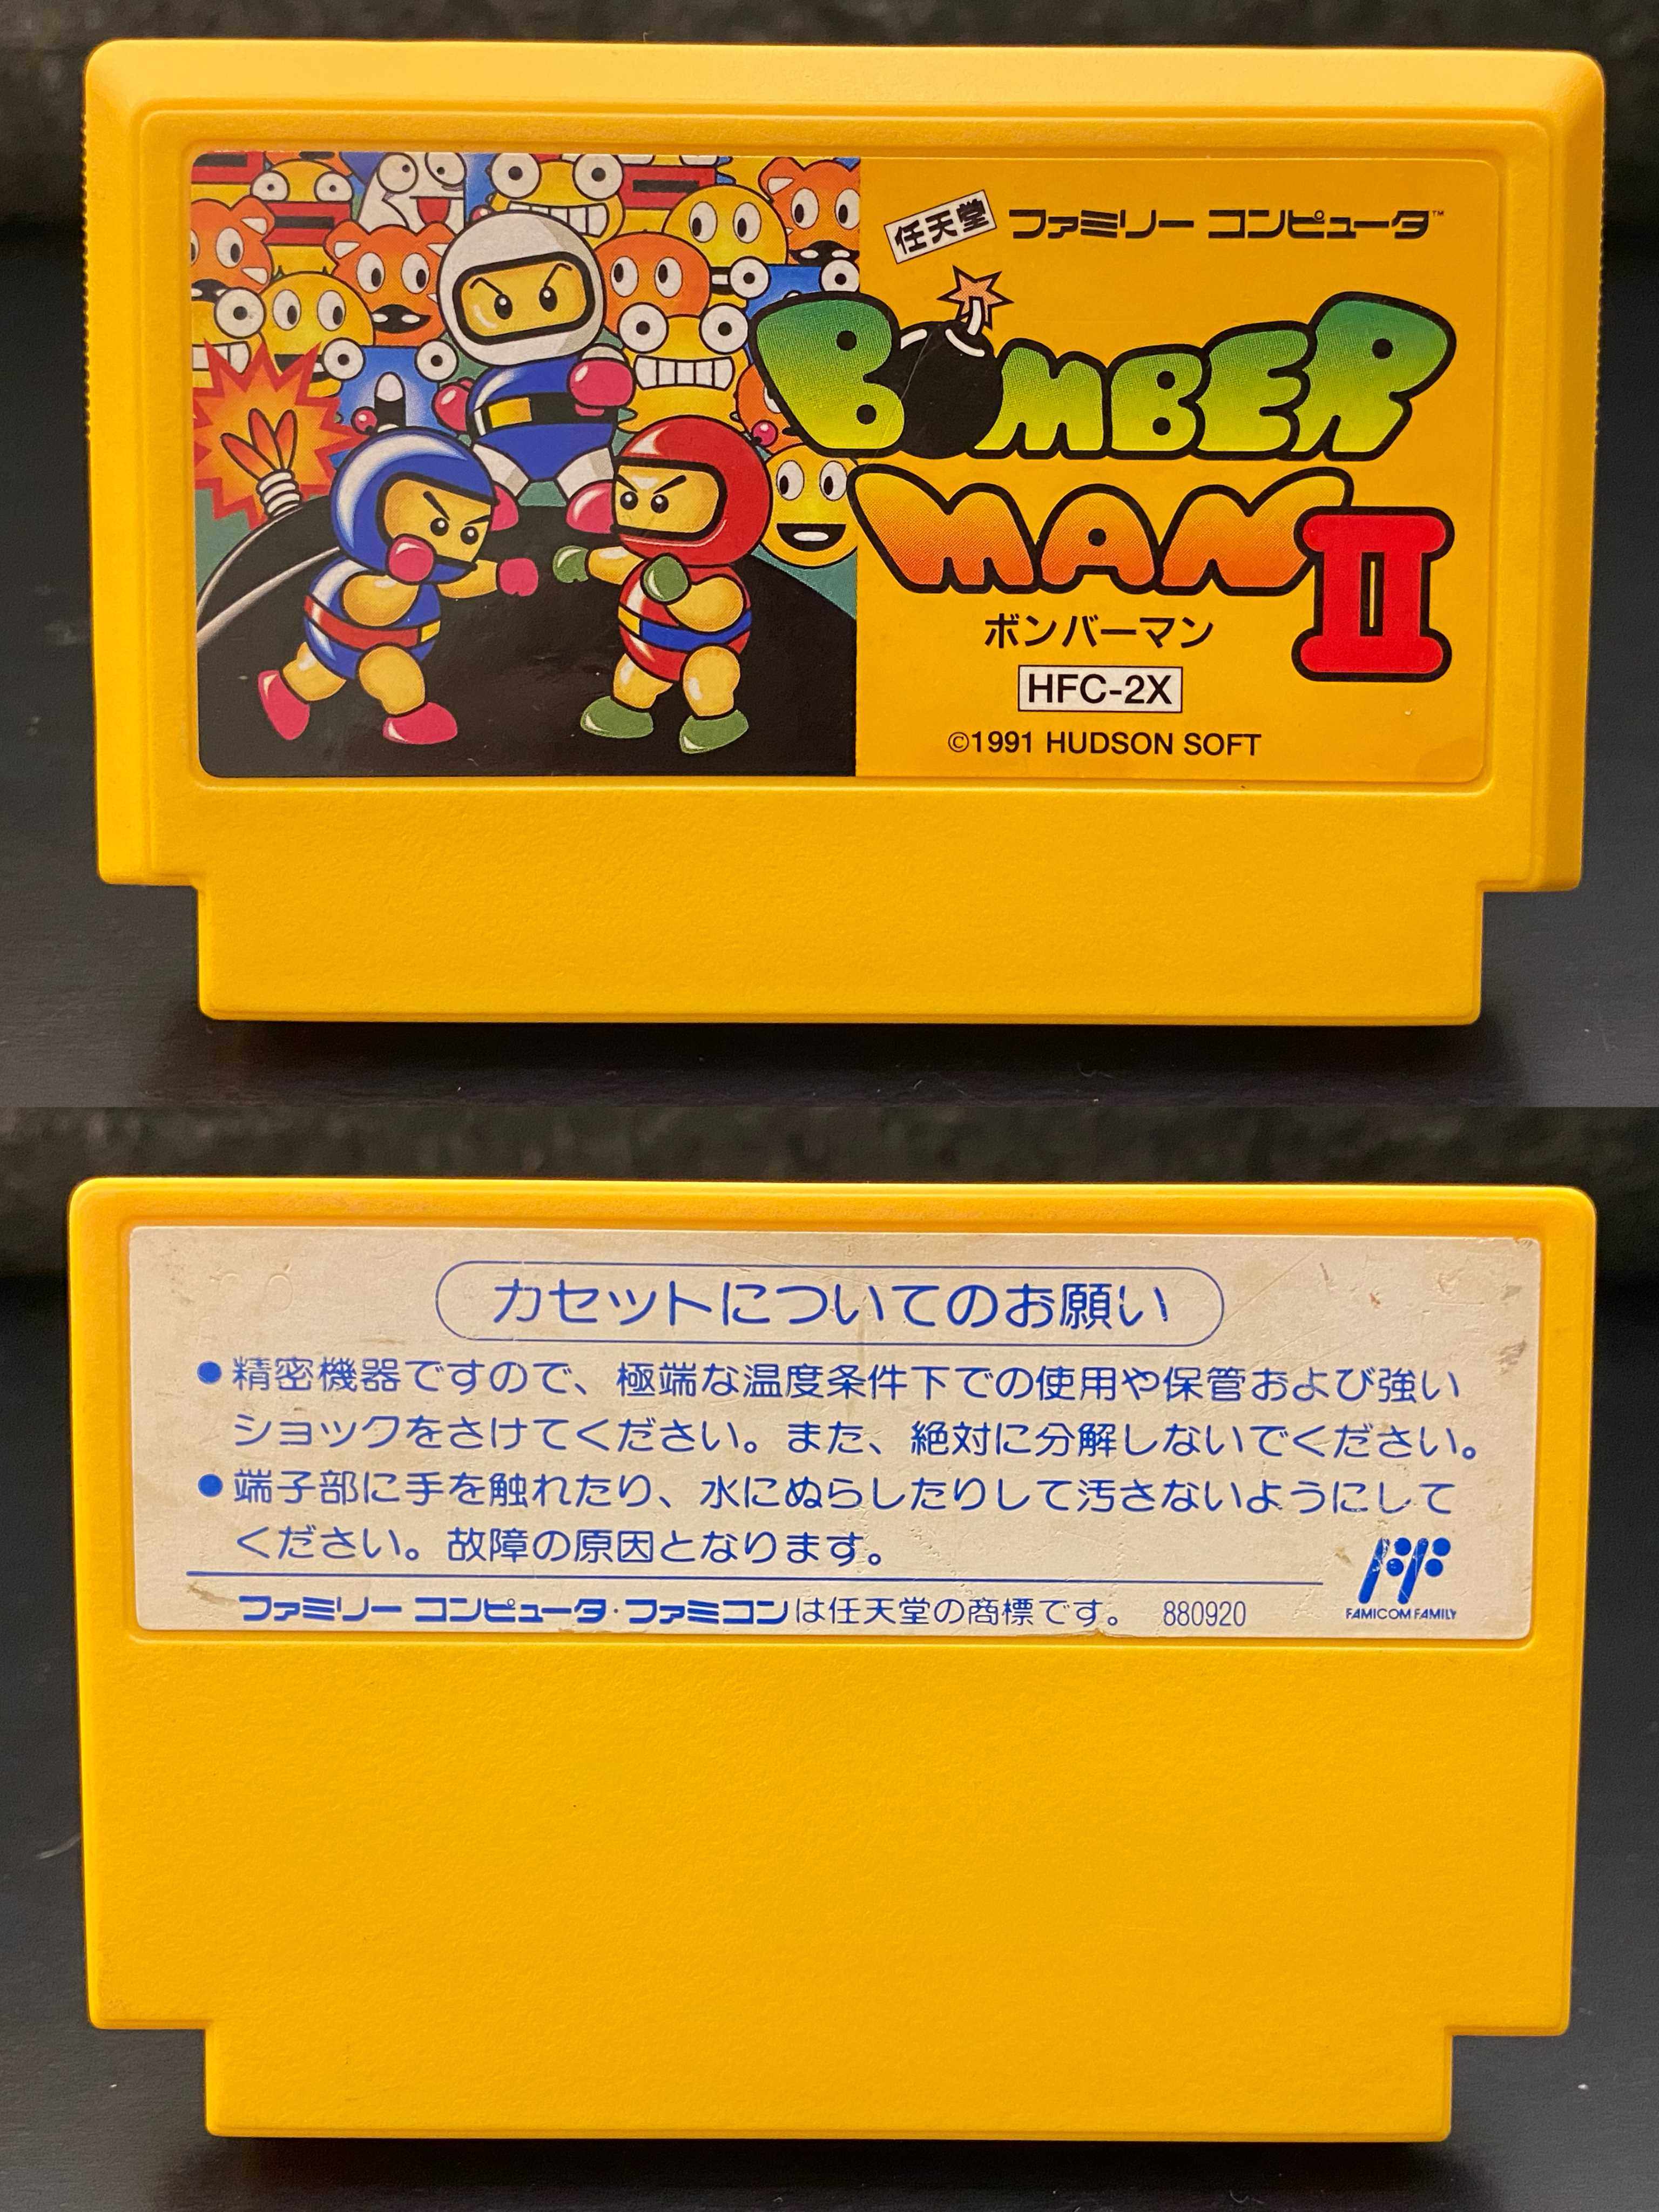 任天堂 ファミリー コンピュータ™
BOMBER
MAN II
ボンバーマン
HFC-2X
©1991 HUDSON SOFT
カセットについてのお願い
●精密機器ですので、極端な温度条件下での使用や保管および強い
ショックをさけてください。また、絶対に分解しないでください。
●端子部に手を触れたり、水にぬらしたりして汚さないようにして
ください。故障の原因となります。
ファミリー コンピュータ・ファミコンは任天堂の商標です。 880920
FAMICOM FAMILY